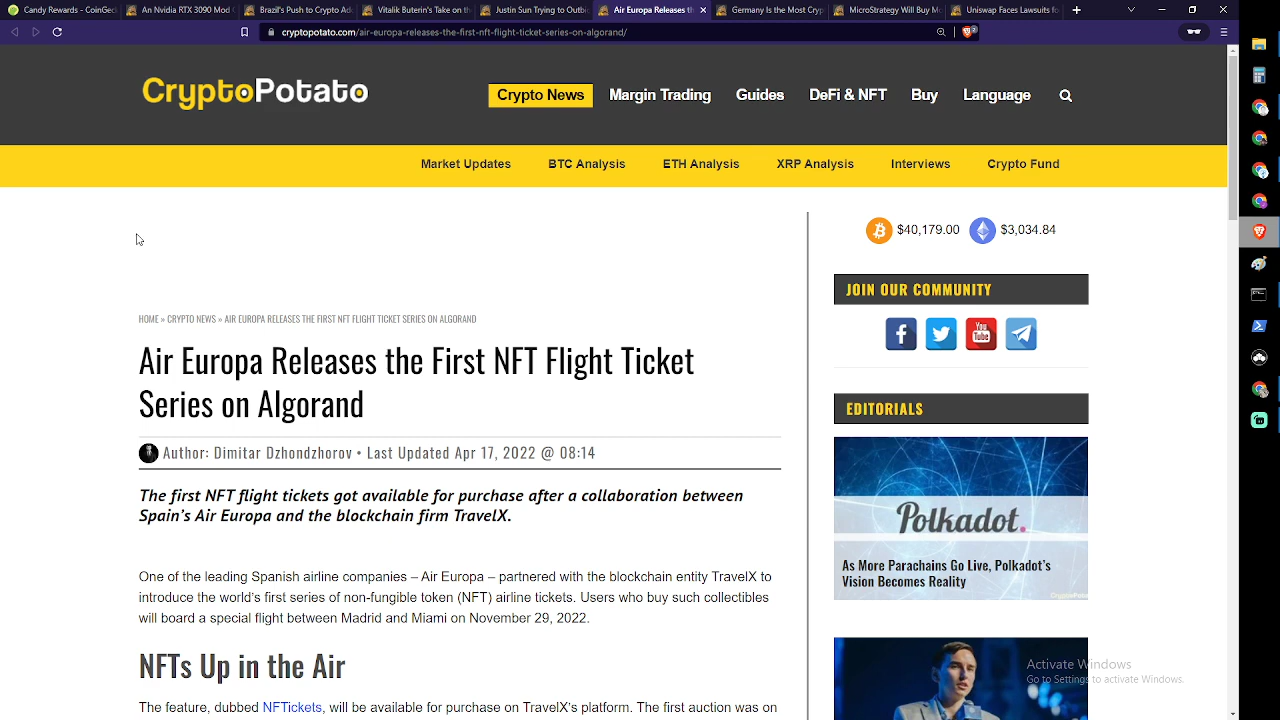 Candy Rewards - CoinGec
An Nvidia RTX 3090 Mod
Brazil's Push to Crypto Ado
Vitalik Buterin's Take on th
Justin Sun Trying to Outbi
Air Europa Releases th
Germany Is the Most Cryp
MicroStrategy Will Buy M
Uniswap Faces Lawsuits fo
cryptopotato.com/air-europa-releases-the-first-nft-flight-ticket-series-on-algorand/
CryptoPotato
Crypto News
Margin Trading
Guides
DeFi & NFT
Buy
Language
Market Updates
BTC Analysis
ETH Analysis
XRP Analysis
Interviews
Crypto Fund
$40,179.00
$3,034.84
JOIN OUR COMMUNITY
You Tube
HOME » CRYPTO NEWS » AIR EUROPA RELEASES THE FIRST NFT FLIGHT TICKET SERIES ON ALGORAND
Air Europa Releases the First NFT Flight Ticket
Series on Algorand
Author: Dimitar Dzhondzhorov • Last Updated Apr 17, 2022 @ 08:14
The first NFT flight tickets got available for purchase after a collaboration between
Spain's Air Europa and the blockchain firm TravelX.
One of the leading Spanish airline companies – Air Europa – partnered with the blockchain entity TravelX to
introduce the world's first series of non-fungible token (NFT) airline tickets. Users who buy such collectibles
will board a special flight between Madrid and Miami on November 29, 2022.
NFTs Up in the Air
The feature, dubbed NFTickets, will be available for purchase on TravelX's platform. The first auction was on
EDITORIALS
Polkadot.
As More Parachains Go Live, Polkadot's
Vision Becomes Reality
Activate Windows
Go to Settings to activate Windows.